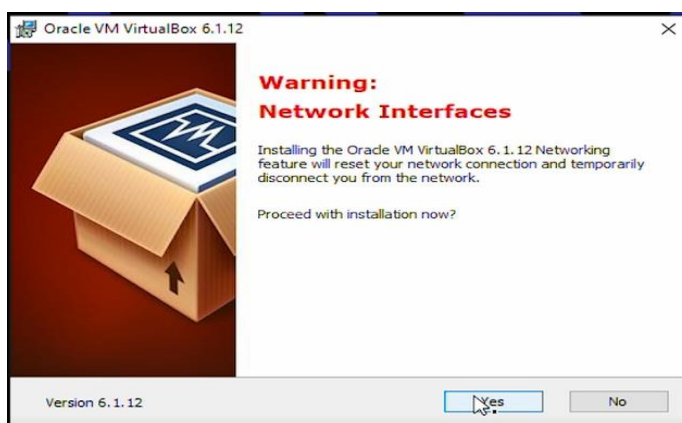 Oracle VM VirtualBox 6.1.12
Warning:
Network Interfaces
Installing the Oracle VM VirtualBox 6.1.12 Networking
feature will reset your network connection and temporarily
disconnect you from the network.
Proceed with installation now?
Version 6.1.12
Yes
No